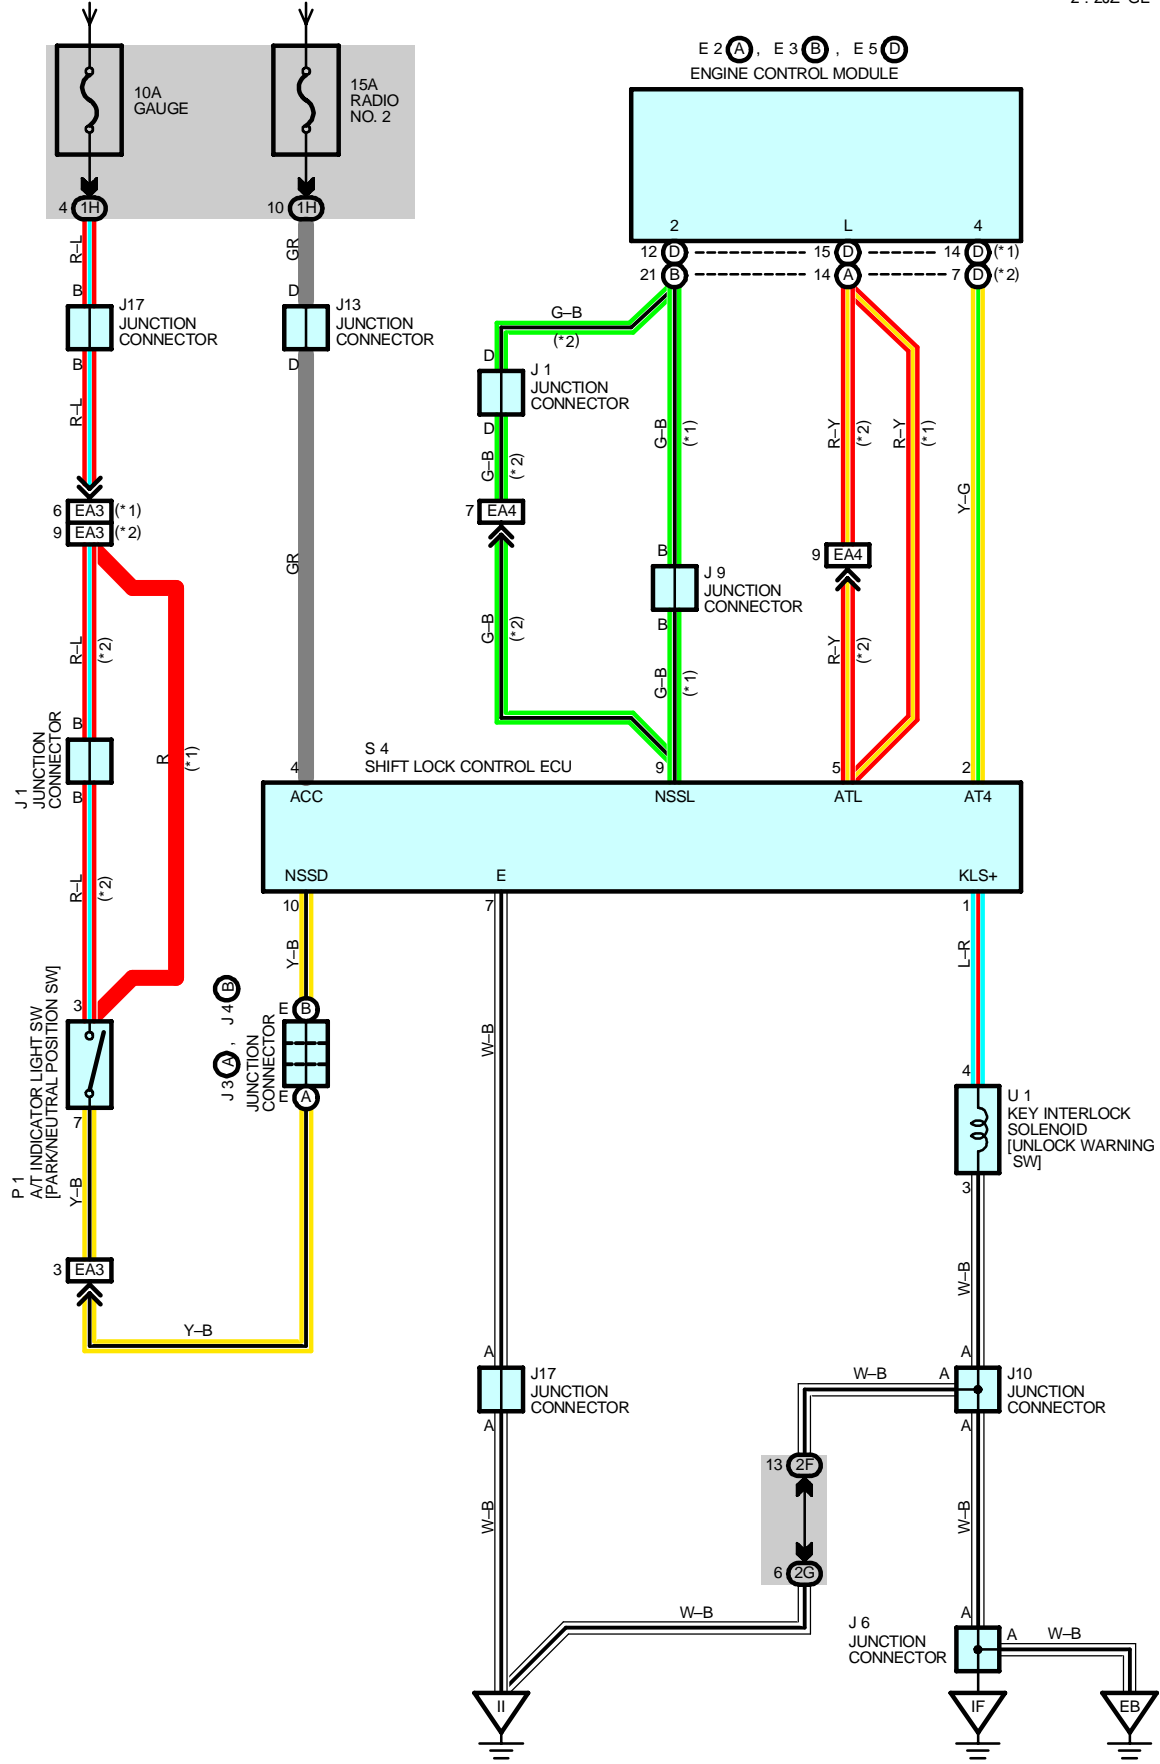 E 2 A , E 3 B , E 5 D
ENGINE CONTROL MODULE
10A
GAUGE
15A
RADIO
NO. 2
4 1H
10 1H
2
L
4
12 D
15 D
14 D (*1)
21 B
14 A
7 D (*2)
R–L
GR
B
D
J17
JUNCTION
CONNECTOR
J13
JUNCTION
CONNECTOR
B
D
R–L
G–B
(*2)
D
J 1
JUNCTION
CONNECTOR
D
G–B
(*2)
G–B
(*1)
R–Y
(*2)
R–Y
(*1)
Y–G
6 EA3 (*1)
9 EA3 (*2)
7 EA4
9 EA4
GR
B
J 9
JUNCTION
CONNECTOR
B
R–L
(*2)
G–B
(*2)
G–B
(*1)
R–Y
(*2)
B
J 1
JUNCTION
CONNECTOR
B
R
(*1)
S 4
SHIFT LOCK CONTROL ECU
4
9
5
2
ACC
NSSL
ATL
AT4
NSSD
E
KLS+
10
7
1
R–L
(*2)
Y–B
L–R
3
P 1
A/T INDICATOR LIGHT SW
[PARK/NEUTRAL POSITION SW]
7
J 3 A , J 4 B
JUNCTION
CONNECTOR
E B
E A
W–B
4
U 1
KEY INTERLOCK
SOLENOID
[UNLOCK WARNING
SW]
3
Y–B
3 EA3
Y–B
W–B
A
J17
JUNCTION
CONNECTOR
A
W–B
A
A
J10
JUNCTION
CONNECTOR
A
13 2F
6 2G
W–B
W–B
W–B
A
J 6
JUNCTION
CONNECTOR
A
W–B
II
IF
EB